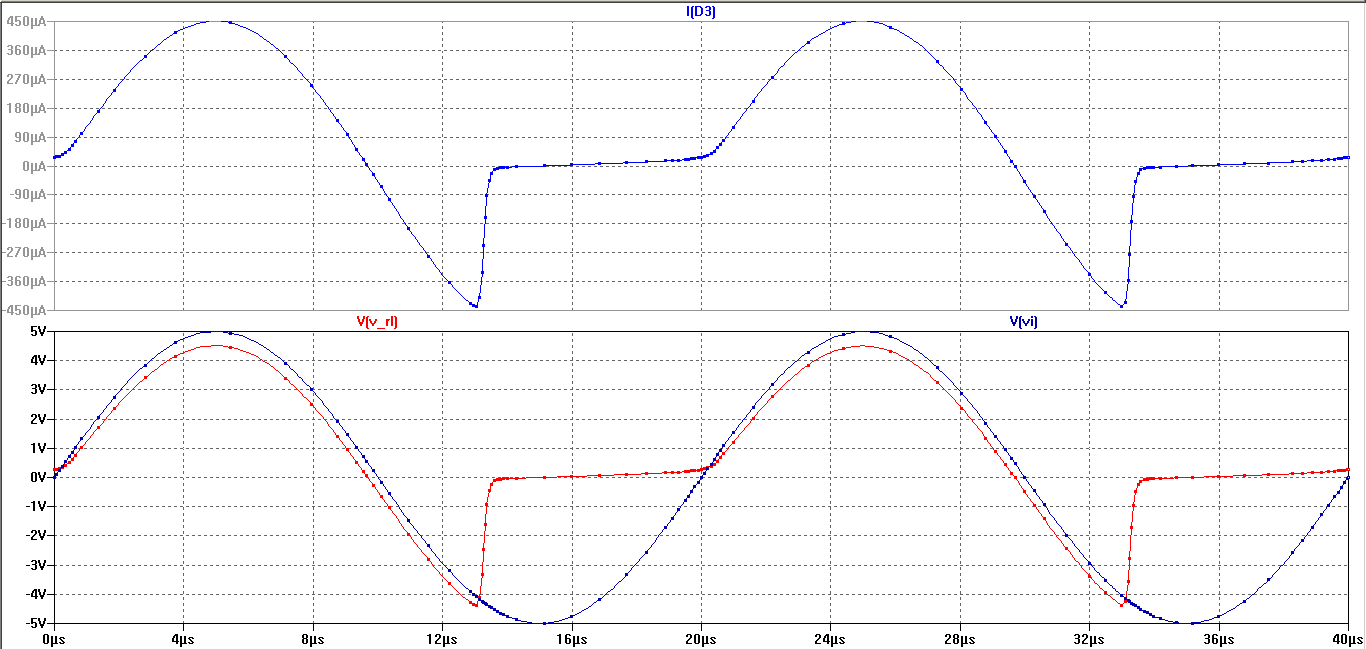 I(D3)
450µA
360µA
270µA
180µA
90µA
0µA
-90µA
-180µA
-270µA
-360µA
-450µA
V(v_rl) V(vi)
5V
4V
3V
2V
1V
0V
-1V
-2V
-3V
-4V
-5V
0µs 4µs 8µs 12µs 16µs 20µs 24µs 28µs 32µs 36µs 40µs